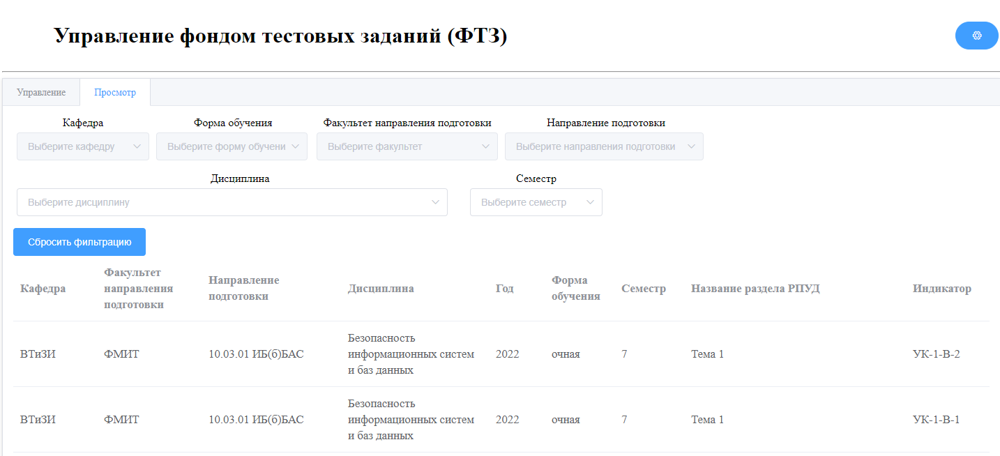 Управление фондом тестовых заданий (ФТЗ)
Управление Просмотр
Кафедра Форма обучения Факультет направления подготовки Направление подготовки
Выберите кафедру Выберите форму обучени Выберите факультет Выберите направления подготовки
Дисциплина Семестр
Выберите дисциплину Выберите семестр
Сбросить фильтрацию
Кафедра Факультет направления подготовки Направление подготовки Дисциплина Год Форма обучения Семестр Название раздела РПУД Индикатор
ВТиЗИ ФМИТ 10.03.01 ИБ(б)БАС Безопасность информационных систем и баз данных 2022 очная 7 Тема 1 УК-1-В-2
ВТиЗИ ФМИТ 10.03.01 ИБ(б)БАС Безопасность информационных систем и баз данных 2022 очная 7 Тема 1 УК-1-В-1